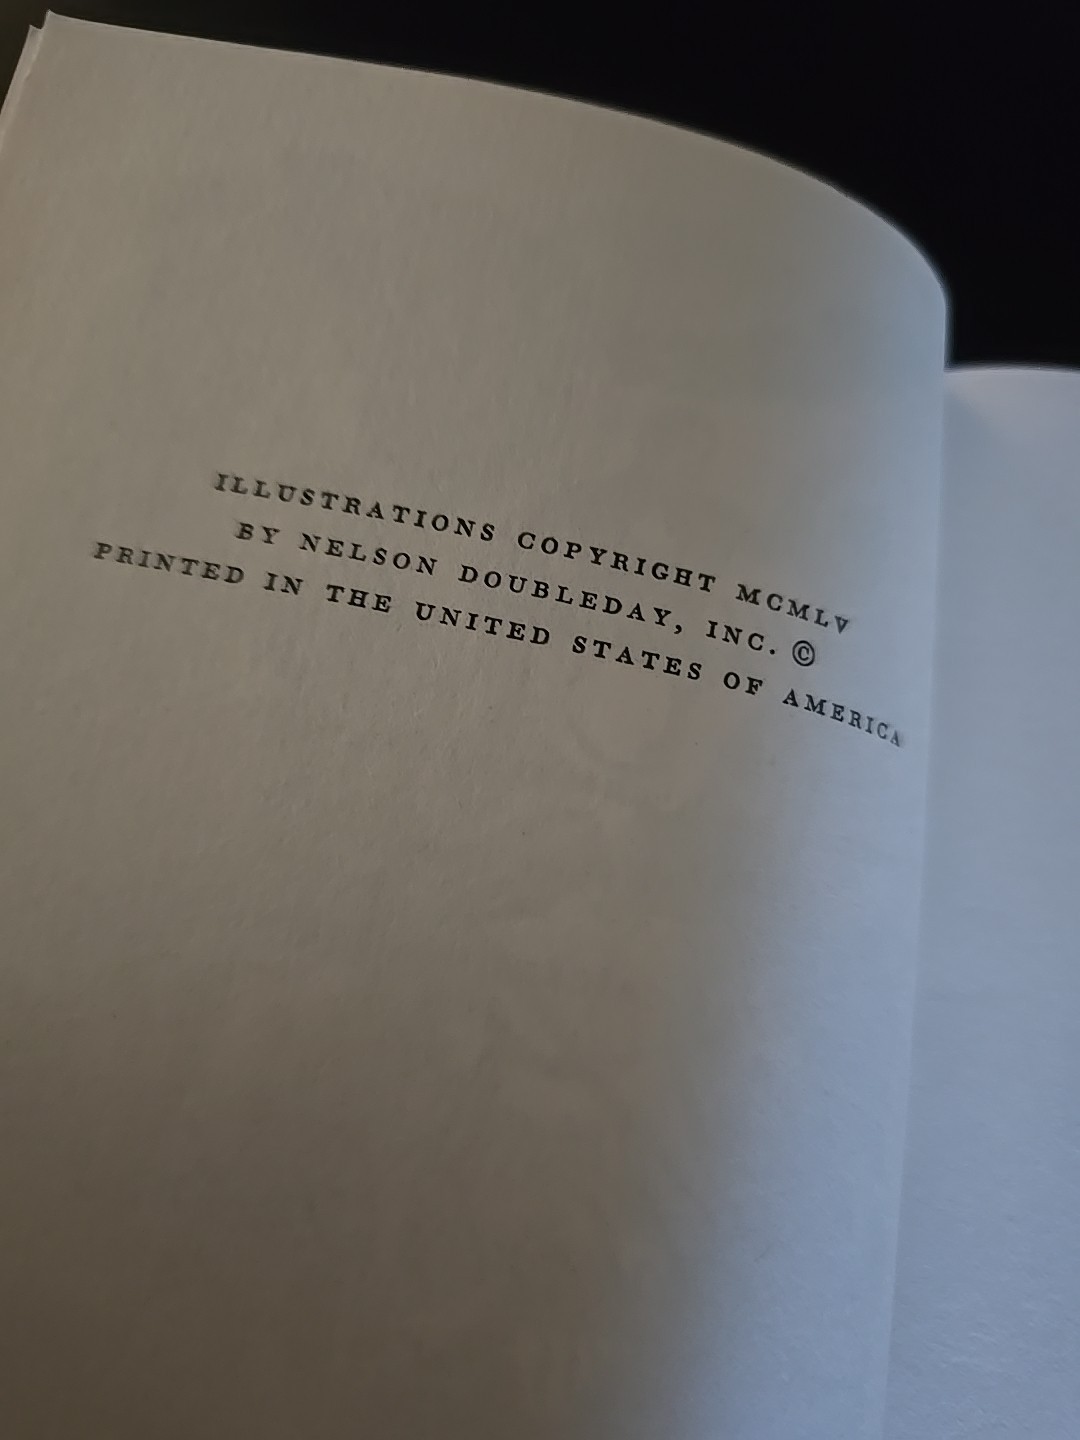 ILLUSTRATIONS COPYRIGHT MCMLV
BY NELSON DOUBLEDAY, INC. ©
PRINTED IN THE UNITED STATES OF AMERICA